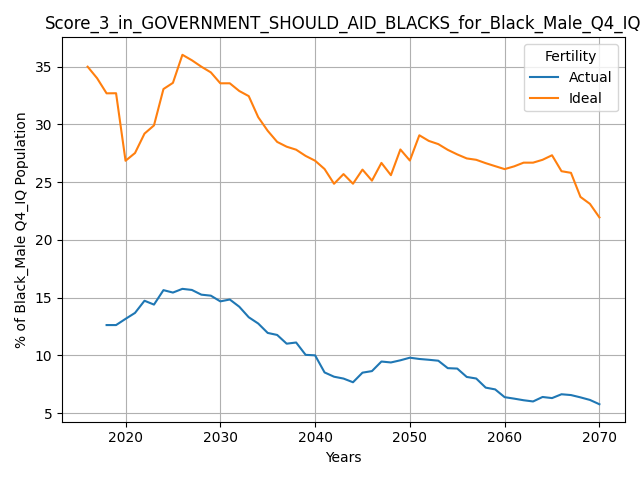 Score_3_in_GOVERNMENT_SHOULD_AID_BLACKS_for_Black_Male_Q4_IQ
Fertility
Actual
Ideal
% of Black_Male Q4_IQ Population
35
30
25
20
15
10
5
2020 2030 2040 2050 2060 2070
Years